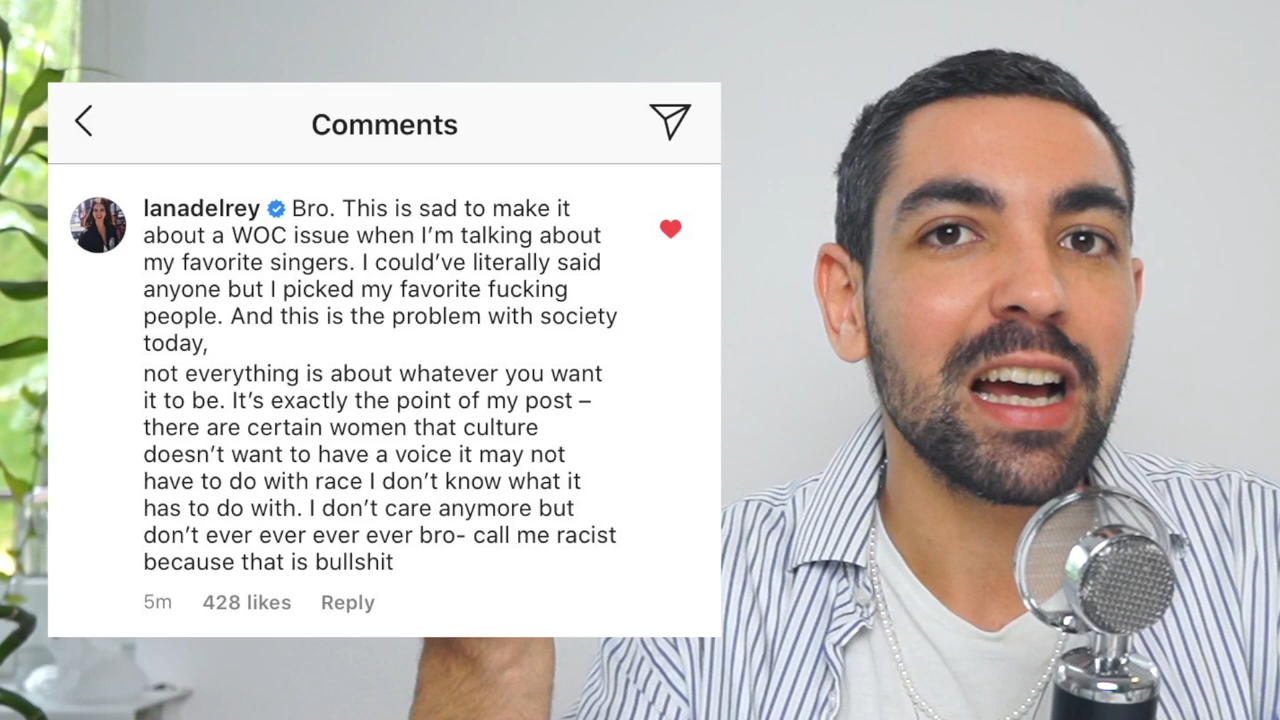 Comments
lanadelrey Bro. This is sad to make it
about a WOC issue when I’m talking about
my favorite singers. I could’ve literally said
anyone but I picked my favorite fucking
people. And this is the problem with society
today,
not everything is about whatever you want
it to be. It’s exactly the point of my post –
there are certain women that culture
doesn’t want to have a voice it may not
have to do with race I don’t know what it
has to do with. I don’t care anymore but
don’t ever ever ever ever bro- call me racist
because that is bullshit
5m 428 likes Reply